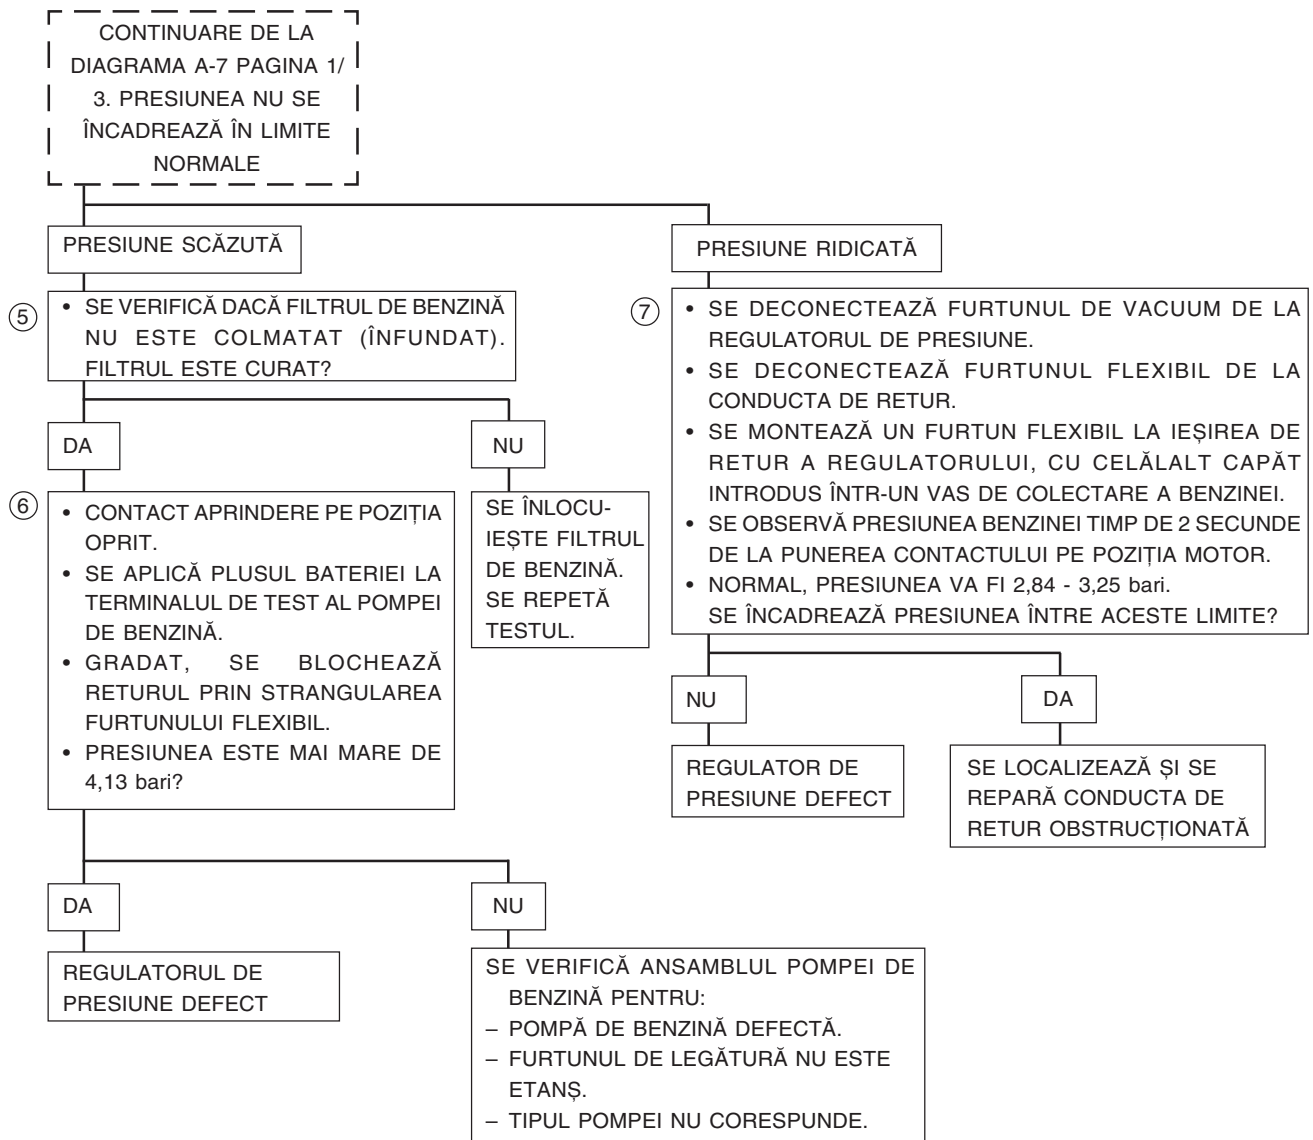 CONTINUARE DE LA
DIAGRAMA A-7 PAGINA 1/
3. PRESIUNEA NU SE
ÎNCADREAZĂ ÎN LIMITE
NORMALE
PRESIUNE SCĂZUTĂ
5
• SE VERIFICĂ DACĂ FILTRUL DE BENZINĂ
NU ESTE COLMATAT (ÎNFUNDAT).
FILTRUL ESTE CURAT?
DA
NU
6
• CONTACT APRINDERE PE POZIȚIA
OPRIT.
• SE APLICĂ PLUSUL BATERIEI LA
TERMINALUL DE TEST AL POMPEI
DE BENZINĂ.
• GRADAT, SE BLOCHEAZĂ
RETURUL PRIN STRANGULAREA
FURTUNULUI FLEXIBIL.
• PRESIUNEA ESTE MAI MARE DE
4,13 bari?
SE ÎNLOCU-
IEȘTE FILTRUL
DE BENZINĂ.
SE REPETĂ
TESTUL.
DA
NU
REGULATORUL DE
PRESIUNE DEFECT
SE VERIFICĂ ANSAMBLUL POMPEI DE
BENZINĂ PENTRU:
– POMPĂ DE BENZINĂ DEFECTĂ.
– FURTUNUL DE LEGĂTURĂ NU ESTE
ETANȘ.
– TIPUL POMPEI NU CORESPUNDE.
PRESIUNE RIDICATĂ
7
• SE DECONECTEAZĂ FURTUNUL DE VACUUM DE LA
REGULATORUL DE PRESIUNE.
• SE DECONECTEAZĂ FURTUNUL FLEXIBIL DE LA
CONDUCTA DE RETUR.
• SE MONTEAZĂ UN FURTUN FLEXIBIL LA IEȘIREA DE
RETUR A REGULATORULUI, CU CELĂLALT CAPĂT
INTRODUS ÎNTR-UN VAS DE COLECTARE A BENZINEI.
• SE OBSERVĂ PRESIUNEA BENZINEI TIMP DE 2 SECUNDE
DE LA PUNEREA CONTACTULUI PE POZIȚIA MOTOR.
• NORMAL, PRESIUNEA VA FI 2,84 - 3,25 bari.
SE ÎNCADREAZĂ PRESIUNEA ÎNTRE ACESTE LIMITE?
NU
DA
REGULATOR DE
PRESIUNE DEFECT
SE LOCALIZEAZĂ ȘI SE
REPARĂ CONDUCTA DE
RETUR OBSTRUCȚIONATĂ